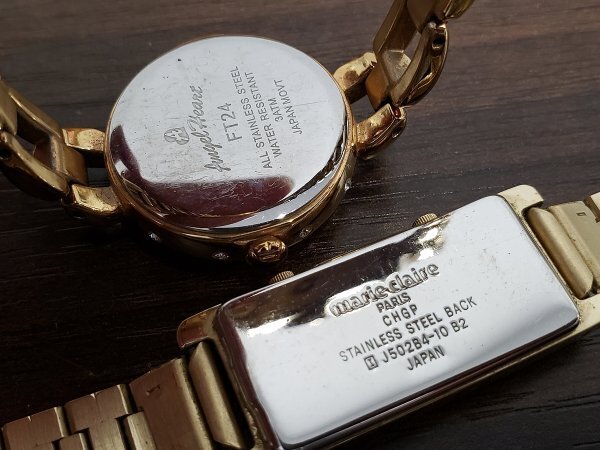 Angel Heart
FT24
ALL STAINLESS STEEL
WATER RESISTANT
3ATM
JAPAN MOVT
marie claire
PARIS
CHGP
STAINLESS STEEL BACK
J502B4-10 B2
JAPAN